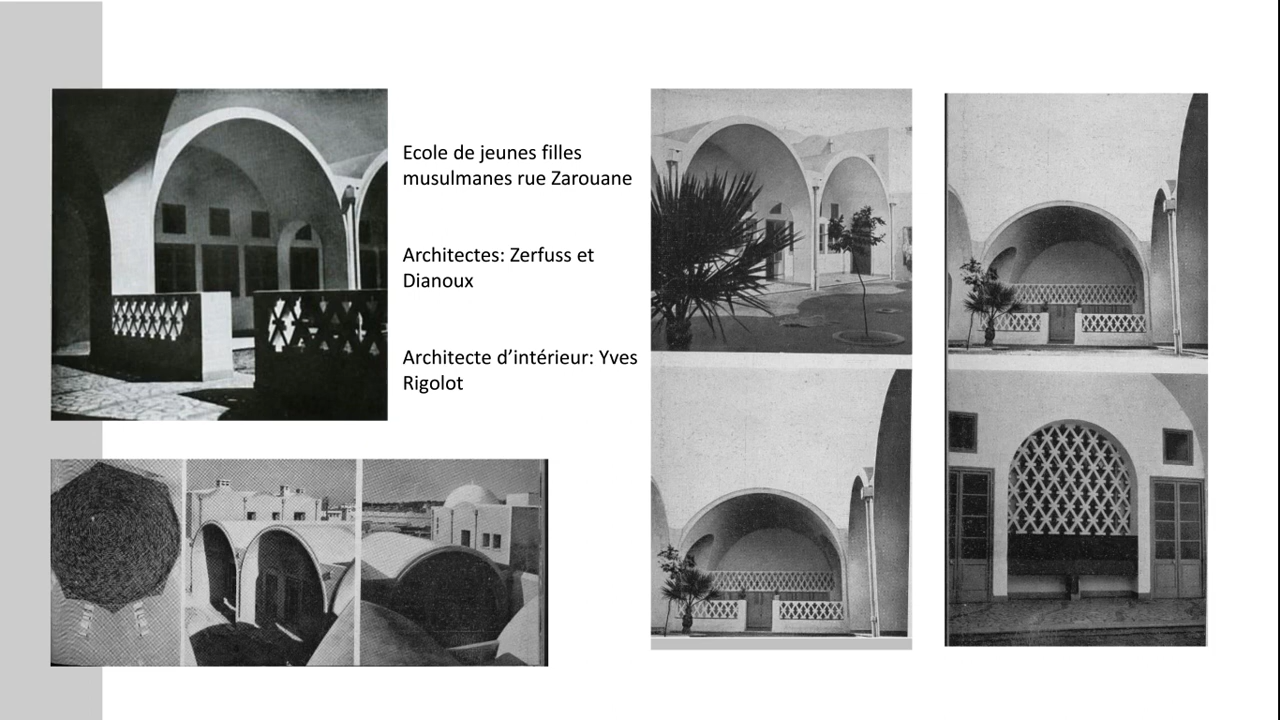 Ecole de jeunes filles
musulmanes rue Zarouane
Architectes: Zerfuss et
Dianoux
Architecte d’intérieur: Yves
Rigolot